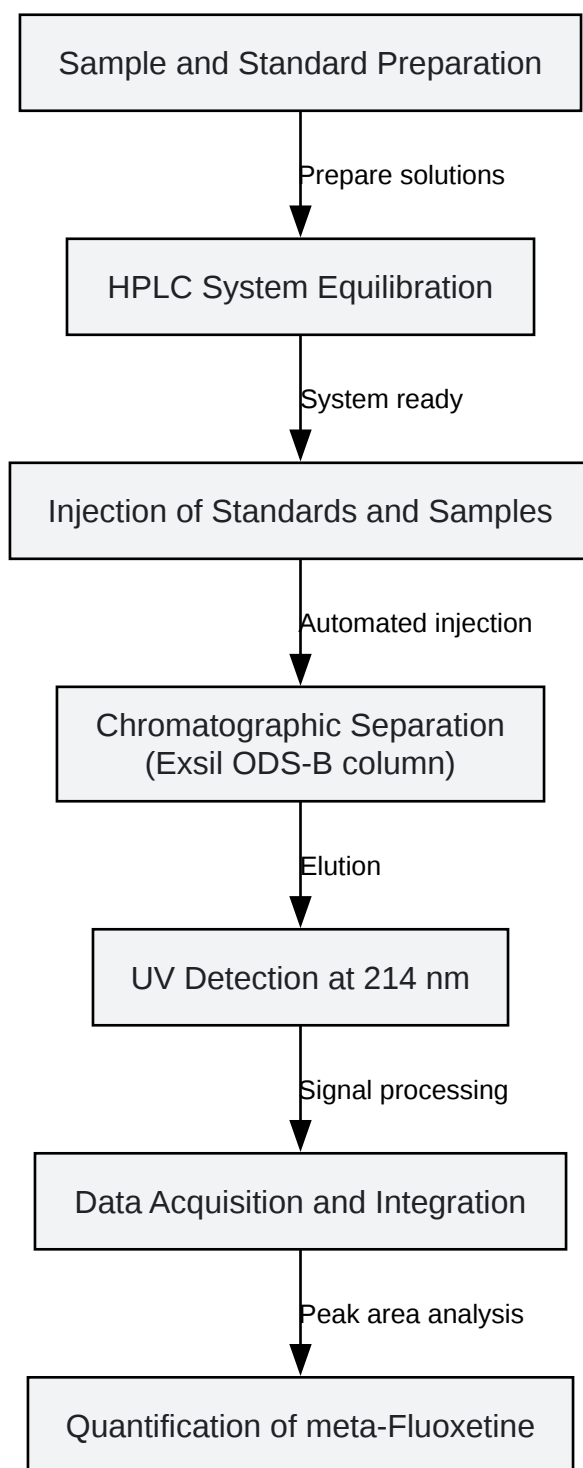 Sample and Standard Preparation
Prepare solutions
HPLC System Equilibration
System ready
Injection of Standards and Samples
Automated injection
Chromatographic Separation
(Exsil ODS-B column)
Elution
UV Detection at 214 nm
Signal processing
Data Acquisition and Integration
Peak area analysis
Quantification of meta-Fluoxetine